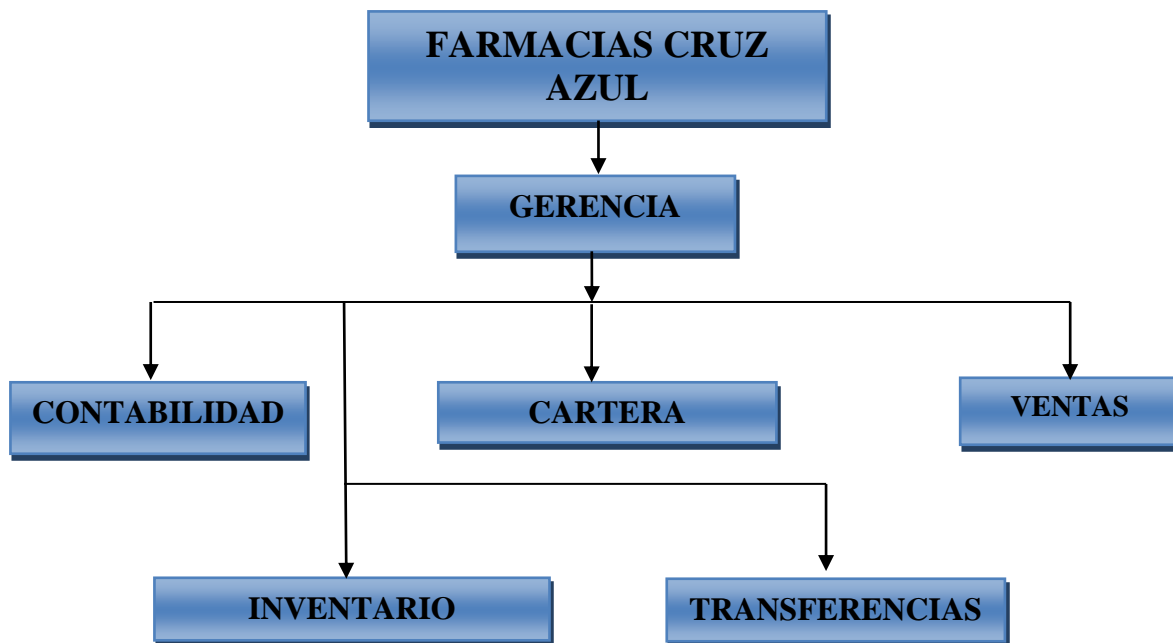 FARMACIAS CRUZ
AZUL
GERENCIA
CONTABILIDAD
CARTERA
VENTAS
INVENTARIO
TRANSFERENCIAS